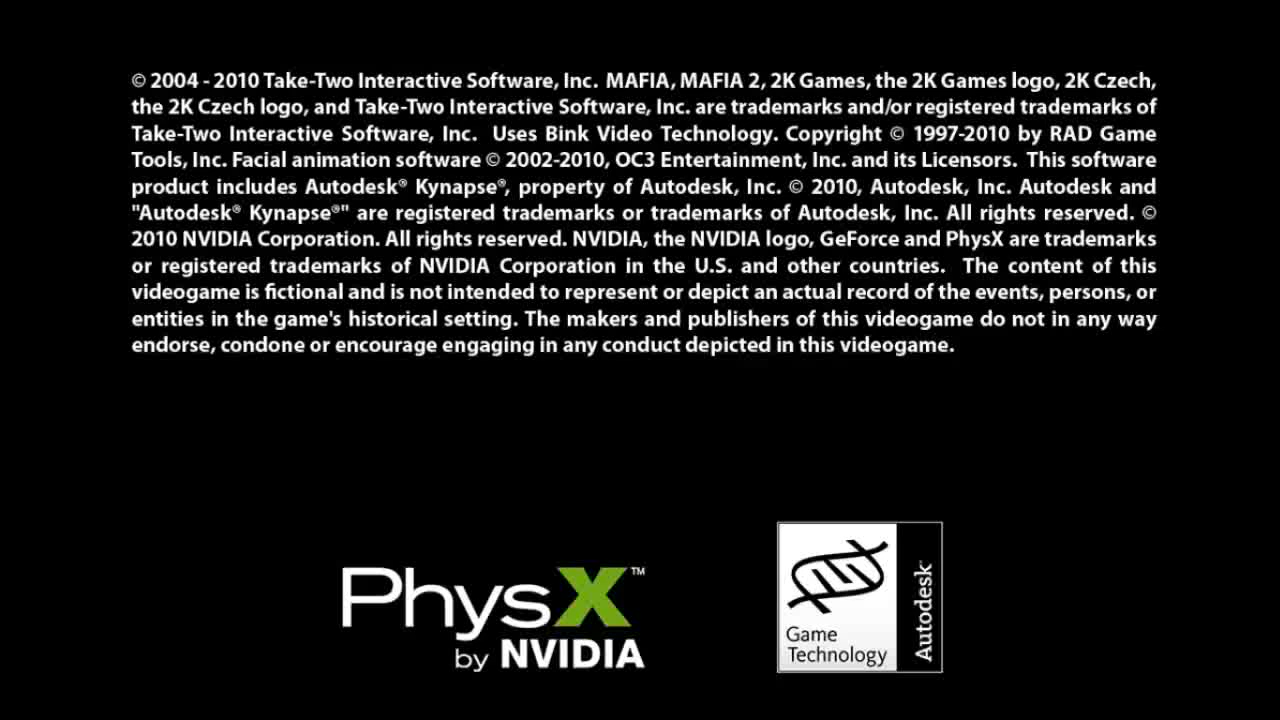 © 2004 - 2010 Take-Two Interactive Software, Inc.  MAFIA, MAFIA 2, 2K Games, the 2K Games logo, 2K Czech,
the 2K Czech logo, and Take-Two Interactive Software, Inc. are trademarks and/or registered trademarks of
Take-Two Interactive Software, Inc.  Uses Bink Video Technology. Copyright © 1997-2010 by RAD Game
Tools, Inc. Facial animation software © 2002-2010, OC3 Entertainment, Inc. and its Licensors.  This software
product includes Autodesk® Kynapse®, property of Autodesk, Inc. © 2010, Autodesk, Inc. Autodesk and
"Autodesk® Kynapse®" are registered trademarks or trademarks of Autodesk, Inc. All rights reserved. ©
2010 NVIDIA Corporation. All rights reserved. NVIDIA, the NVIDIA logo, GeForce and PhysX are trademarks
or registered trademarks of NVIDIA Corporation in the U.S. and other countries.  The content of this
videogame is fictional and is not intended to represent or depict an actual record of the events, persons, or
entities in the game's historical setting. The makers and publishers of this videogame do not in any way
endorse, condone or encourage engaging in any conduct depicted in this videogame.
PhysX™
by NVIDIA
Game
Technology
Autodesk